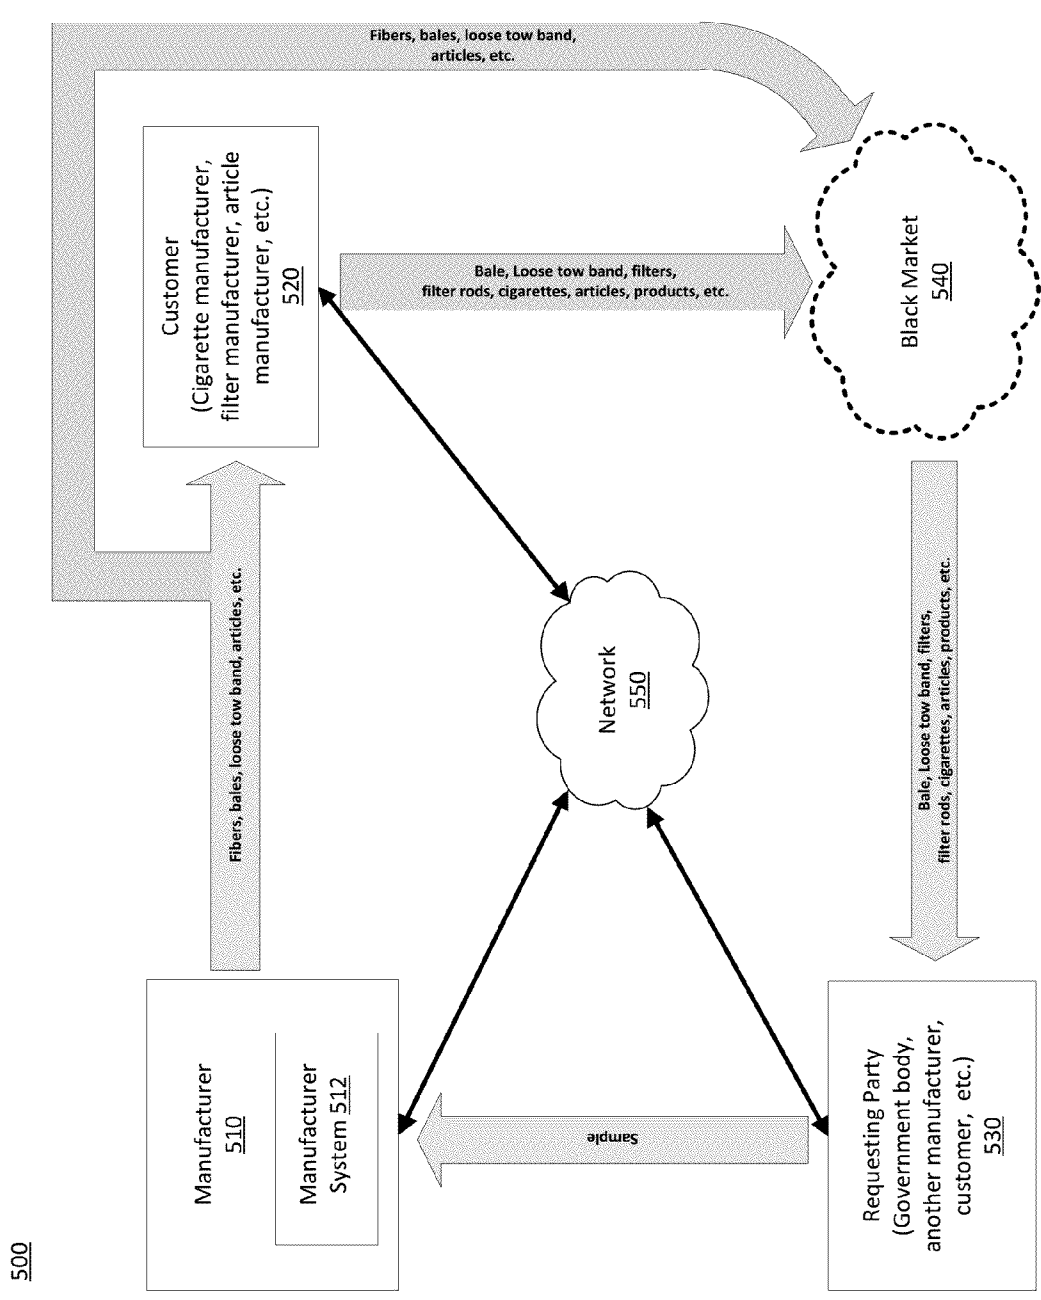 500
Manufacturer
510
Manufacturer
System 512
Fibers, bales, loose tow band, articles, etc.
Fibers, bales, loose tow band,
articles, etc.
Customer
(Cigarette manufacturer,
filter manufacturer, article
manufacturer, etc.)
520
Bale, Loose tow band, filters,
filter rods, cigarettes, articles, products, etc.
Black Market
540
Network
550
Bale, Loose tow band, filters,
filter rods, cigarettes, articles, products, etc.
Requesting Party
(Government body,
another manufacturer,
customer, etc.)
530
Sample